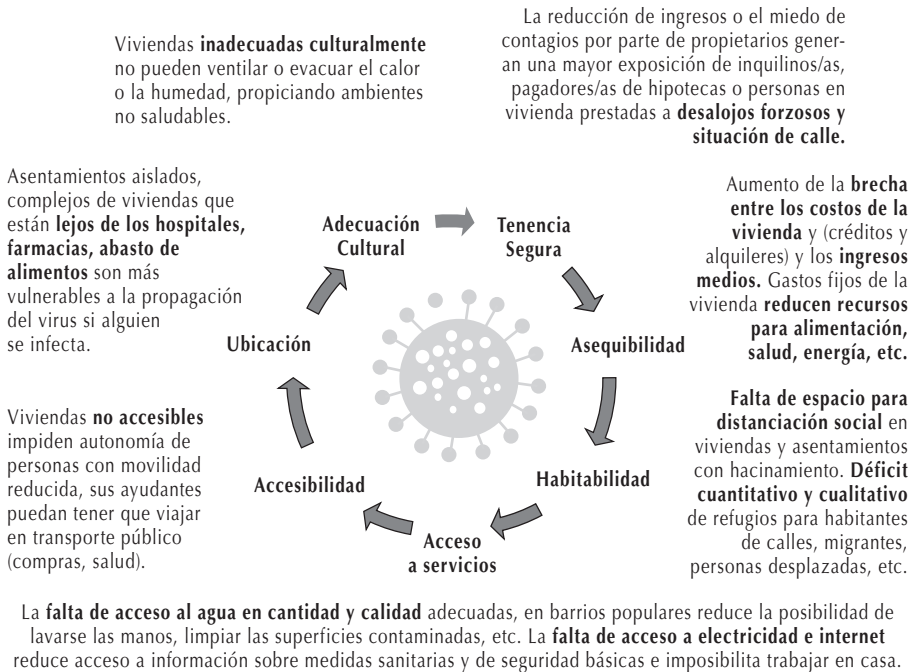 Viviendas inadecuadas culturalmente
no pueden ventilar o evacuar el calor
o la humedad, propiciando ambientes
no saludables.
La reducción de ingresos o el miedo de
contagios por parte de propietarios gener-
an una mayor exposición de inquilinos/as,
pagadores/as de hipotecas o personas en
vivienda prestadas a desalojos forzosos y
situación de calle.
Asentamientos aislados,
complejos de viviendas que
están lejos de los hospitales,
farmacias, abasto de
alimentos son más
vulnerables a la propagación
del virus si alguien
se infecta.
Adecuación
Cultural
Tenencia
Segura
Aumento de la brecha
entre los costos de la
vivienda y (créditos y
alquileres) y los ingresos
medios. Gastos fijos de la
vivienda reducen recursos
para alimentación,
salud, energía, etc.
Ubicación
Asequibilidad
Viviendas no accesibles
impiden autonomía de
personas con movilidad
reducida, sus ayudantes
puedan tener que viajar
en transporte público
(compras, salud).
Accesibilidad
Habitabilidad
Falta de espacio para
distanciación social en
viviendas y asentamientos
con hacinamiento. Déficit
cuantitativo y cualitativo
de refugios para habitantes
de calles, migrantes,
personas desplazadas, etc.
Acceso
a servicios
La falta de acceso al agua en cantidad y calidad adecuadas, en barrios populares reduce la posibilidad de
lavarse las manos, limpiar las superficies contaminadas, etc. La falta de acceso a electricidad e internet
reduce acceso a información sobre medidas sanitarias y de seguridad básicas e imposibilita trabajar en casa.